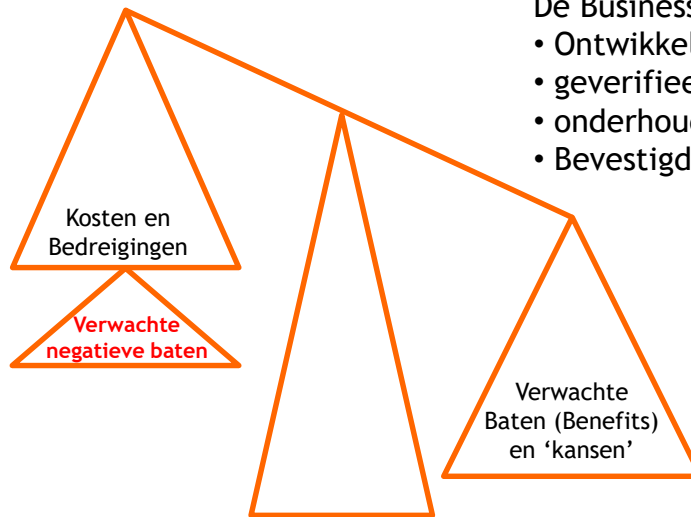 De Business
• Ontwikkel
• geverifiee
• onderhoud
• Bevestigd
Kosten en
Bedreigingen
Verwachte
negatieve baten
Verwachte
Baten (Benefits)
en ‘kansen’